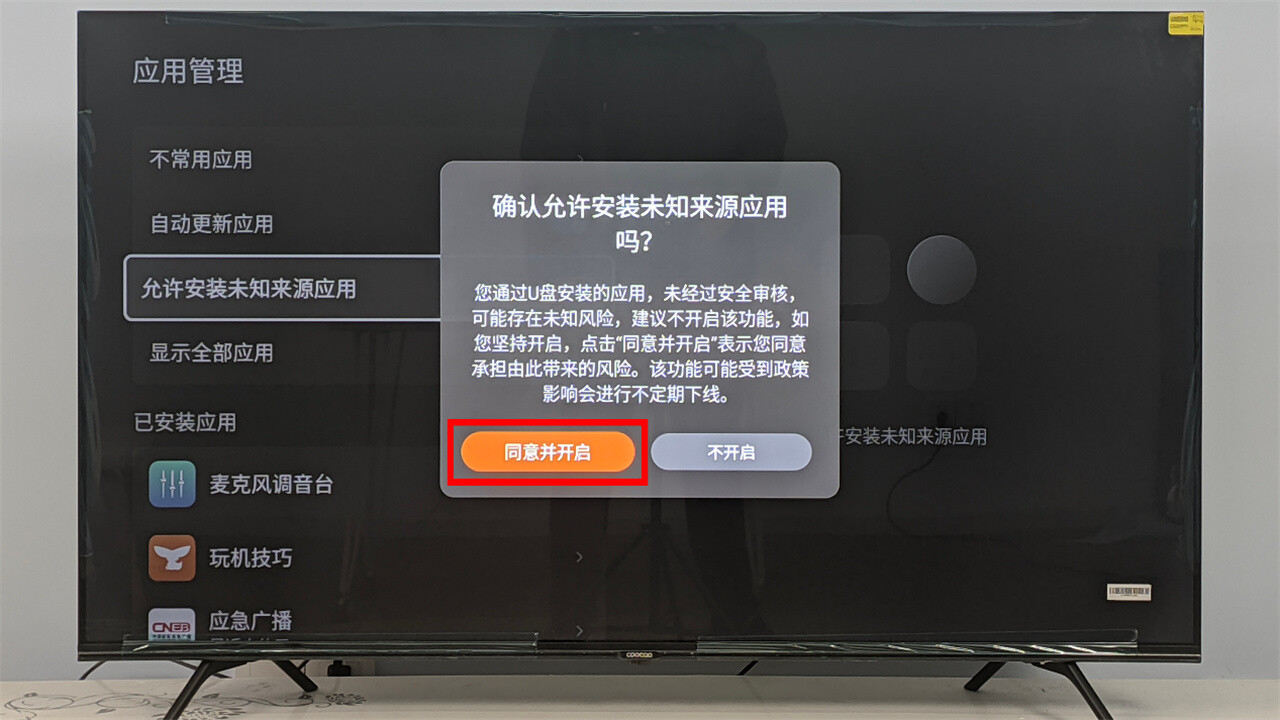 应用管理
不常用应用
自动更新应用
允许安装未知来源应用
显示全部应用
已安装应用
麦克风调音台
玩机技巧
CNEB
应急广播
确认允许安装未知来源应用
吗?
您通过U盘安装的应用，未经过安全审核，
可能存在未知风险，建议不开启该功能，如
您坚持开启，点击“同意并开启”表示您同意
承担由此带来的风险。该功能可能受到政策
影响会进行不定期下线。
同意并开启
不开启
安装未知来源应用
coocaa